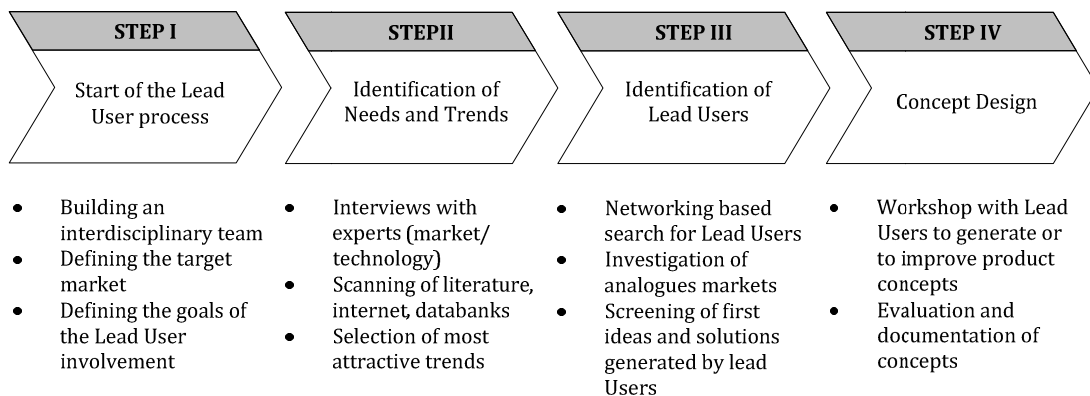 STEP I
Start of the Lead
User process
• Building an
interdisciplinary team
• Defining the target
market
• Defining the goals of
the Lead User
involvement
STEPII
Identification of
Needs and Trends
• Interviews with
experts (market/
technology)
• Scanning of literature,
internet, databanks
• Selection of most
attractive trends
STEP III
Identification of
Lead Users
• Networking based
search for Lead Users
• Investigation of
analogues markets
• Screening of first
ideas and solutions
generated by lead
Users
STEP IV
Concept Design
• Workshop with Lead
Users to generate or
to improve product
concepts
• Evaluation and
documentation of
concepts